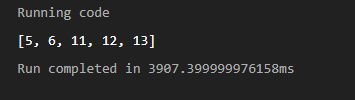 Running code
[5, 6, 11, 12, 13]
Run completed in 3907.399999976158ms